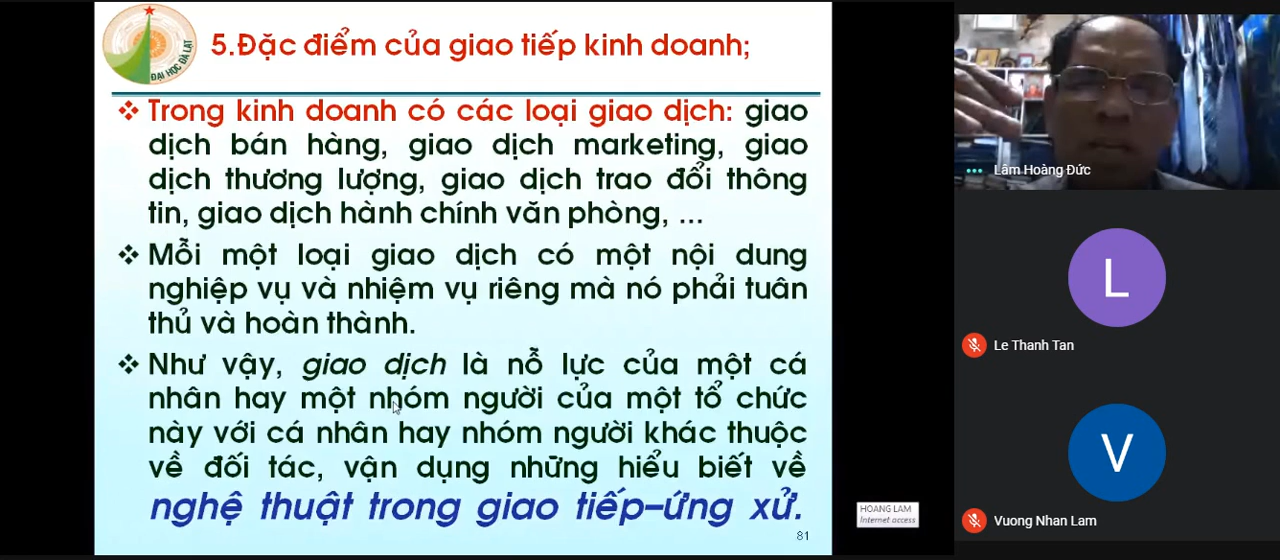 ĐẠI HỌC ĐÀ LẠT
5.Đặc điểm của giao tiếp kinh doanh;
❖ Trong kinh doanh có các loại giao dịch: giao
dịch bán hàng, giao dịch marketing, giao
dịch thương lượng, giao dịch trao đổi thông
tin, giao dịch hành chính văn phòng, ...
❖ Mỗi một loại giao dịch có một nội dung
nghiệp vụ và nhiệm vụ riêng mà nó phải tuân
thủ và hoàn thành.
❖ Như vậy, giao dịch là nỗ lực của một cá
nhân hay một nhóm người của một tổ chức
này với cá nhân hay nhóm người khác thuộc
về đối tác, vận dụng những hiểu biết về
nghệ thuật trong giao tiếp–ứng xử.
81
HOANG LAM
Internet access
Lâm Hoàng Đức
L
Le Thanh Tan
V
Vuong Nhan Lam